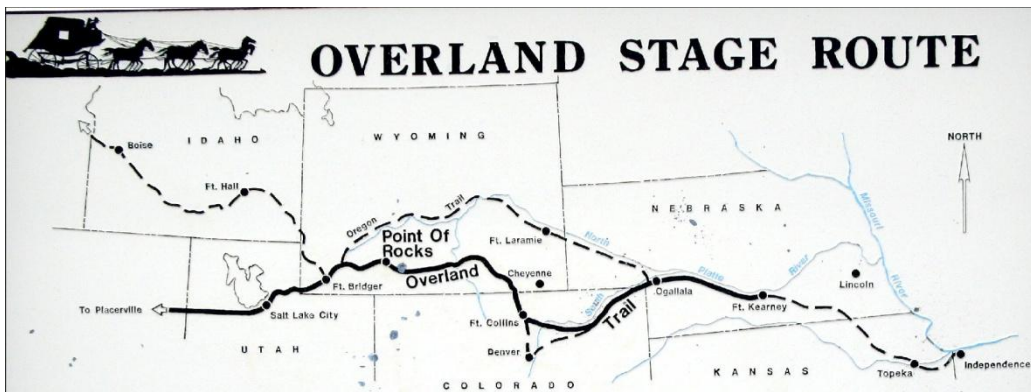 OVERLAND STAGE ROUTE
IDAHO
WYOMING
NORTH
Boise
Ft. Hall
Missouri
NEBRASKA
Oregon
Trail
Point Of
Rocks
Ft. Laramie
North
Platte
River
River
Overland
Cheyenne
Ft. Bridger
Ogallala
Lincoln
South
Trail
Ft. Kearney
To Placerville
Salt Lake City
Ft. Collins
UTAH
Denver
KANSAS
Topeka
Independence
COLORADO